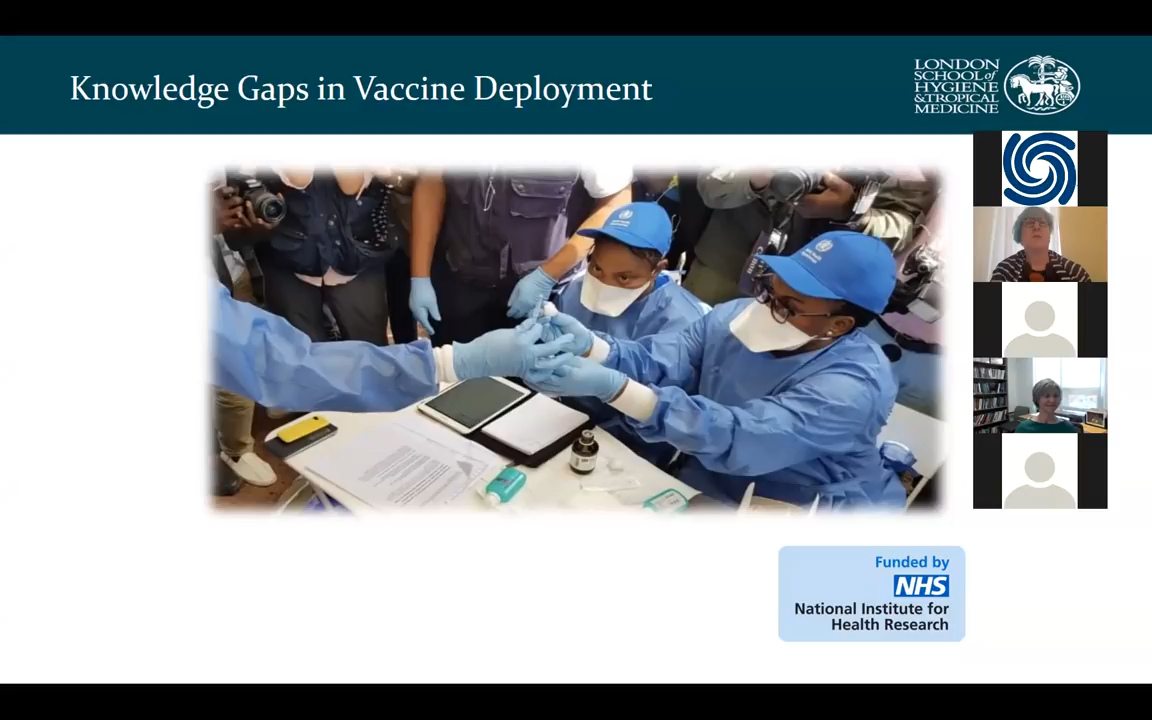 Knowledge Gaps in Vaccine Deployment
LONDON
SCHOOL of
HYGIENE
& TROPICAL
MEDICINE
Funded by
NHS
National Institute for
Health Research